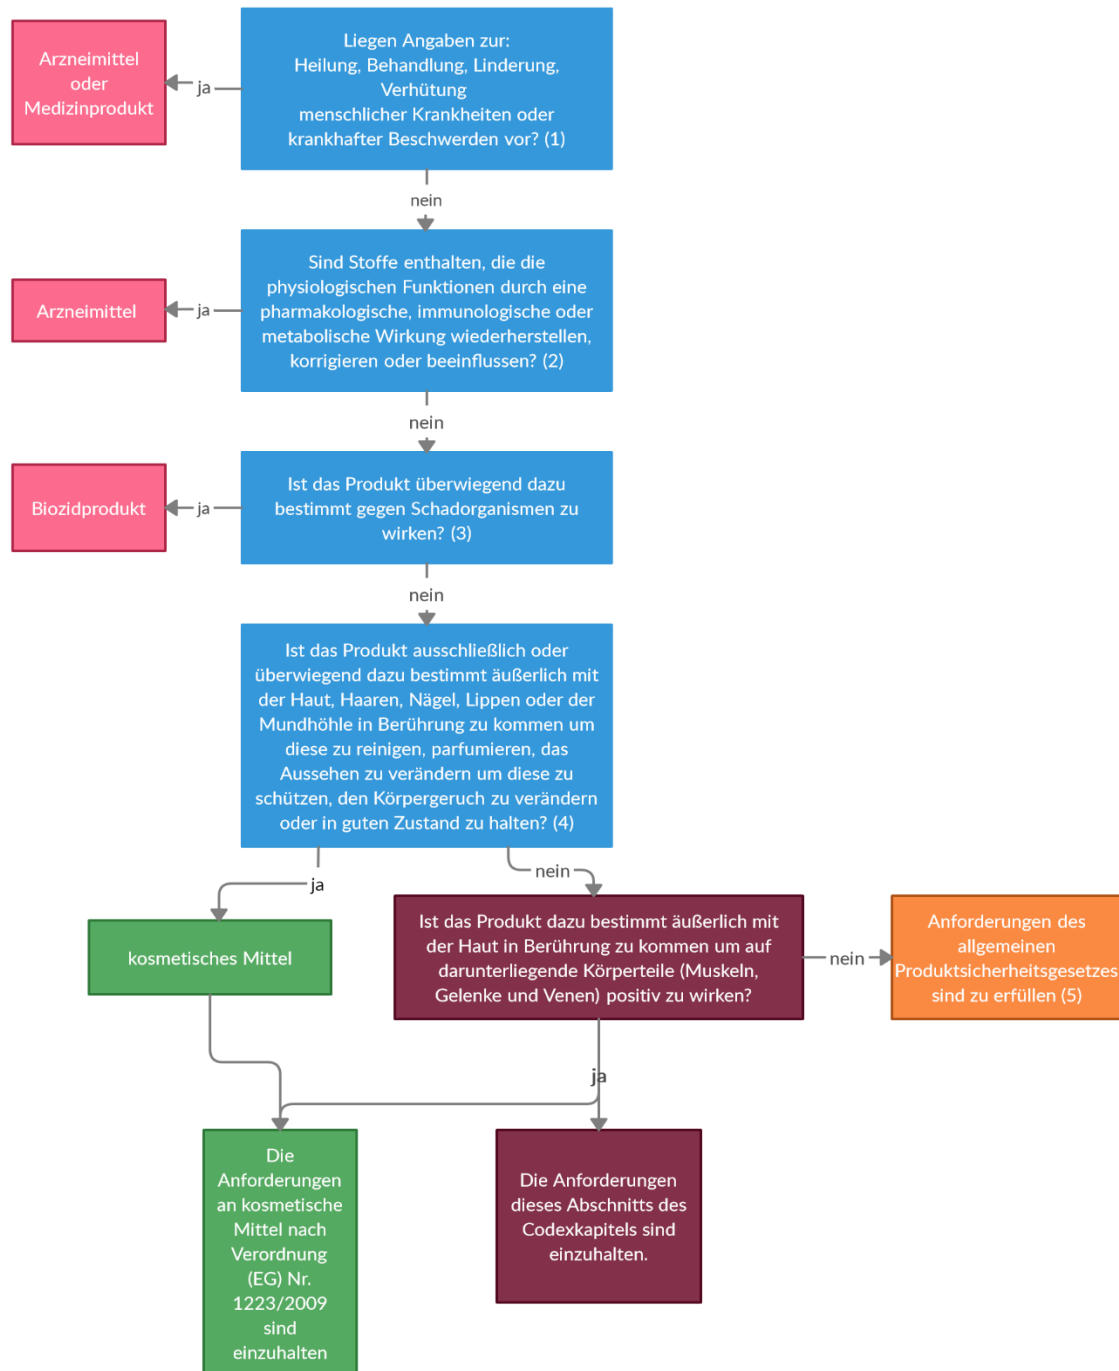 Liegen Angaben zur:
Heilung, Behandlung, Linderung,
Verhütung
menschlicher Krankheiten oder
krankhafter Beschwerden vor? (1)
ja
Arzneimittel
oder
Medizinprodukt
nein
Sind Stoffe enthalten, die die
physiologischen Funktionen durch eine
pharmakologische, immunologische oder
metabolische Wirkung wiederherstellen,
korrigieren oder beeinflussen? (2)
ja
Arzneimittel
nein
Ist das Produkt überwiegend dazu
bestimmt gegen Schadorganismen zu
wirken? (3)
ja
Biozidprodukt
nein
Ist das Produkt ausschließlich oder
überwiegend dazu bestimmt äußerlich mit
der Haut, Haaren, Nägel, Lippen oder der
Mundhöhle in Berührung zu kommen um
diese zu reinigen, parfumieren, das
Aussehen zu verändern um diese zu
schützen, den Körpergeruch zu verändern
oder in guten Zustand zu halten? (4)
ja
kosmetisches Mittel
nein
Ist das Produkt dazu bestimmt äußerlich mit
der Haut in Berührung zu kommen um auf
darunterliegende Körperteile (Muskeln,
Gelenke und Venen) positiv zu wirken?
nein
Anforderungen des
allgemeinen
Produktsicherheitsgesetzes
sind zu erfüllen (5)
ja
Die
Anforderungen
an kosmetische
Mittel nach
Verordnung
(EG) Nr.
1223/2009
sind
einzuhalten
Die Anforderungen
dieses Abschnitts des
Codexkapitels sind
einzuhalten.